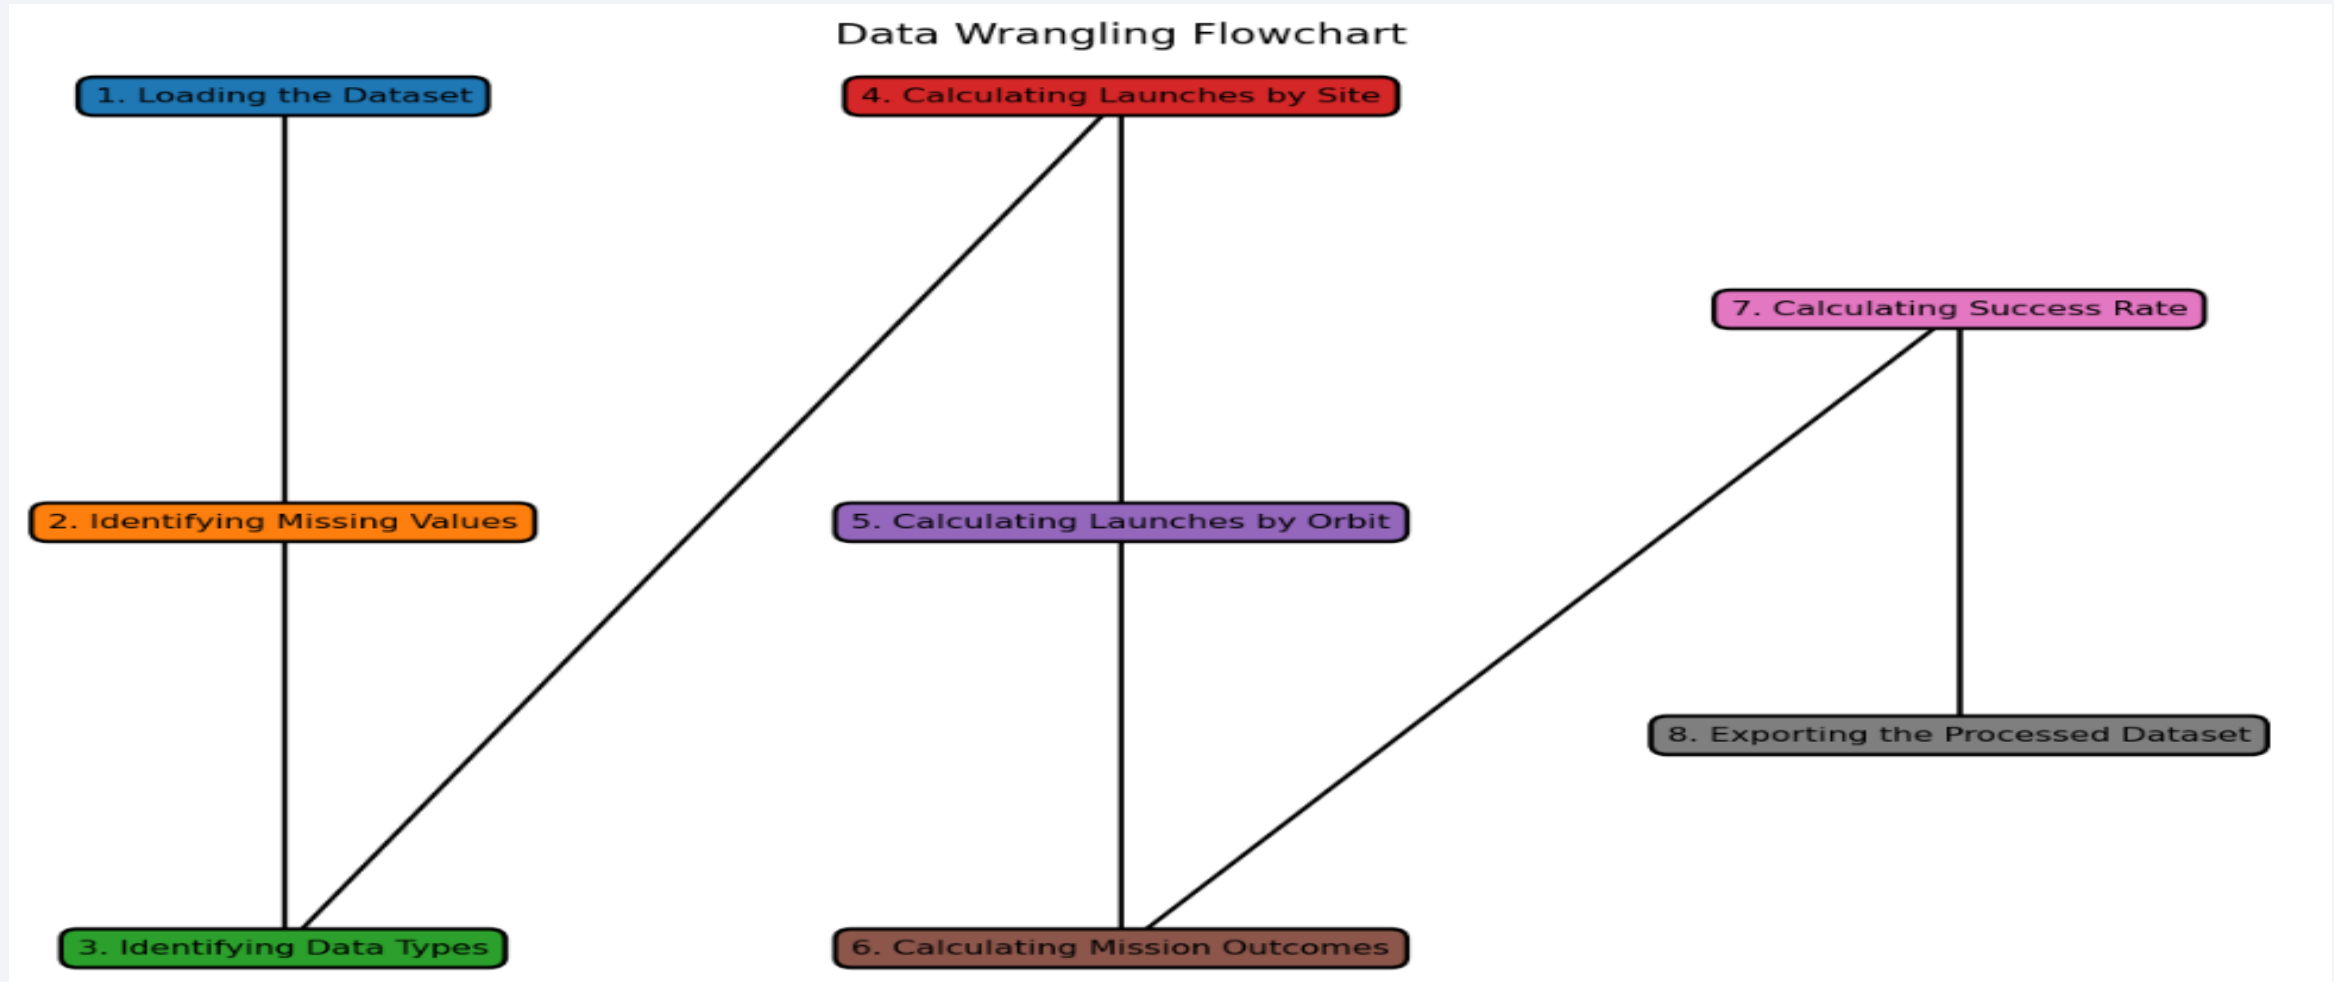 Data Wrangling Flowchart
1. Loading the Dataset
2. Identifying Missing Values
3. Identifying Data Types
4. Calculating Launches by Site
5. Calculating Launches by Orbit
6. Calculating Mission Outcomes
7. Calculating Success Rate
8. Exporting the Processed Dataset